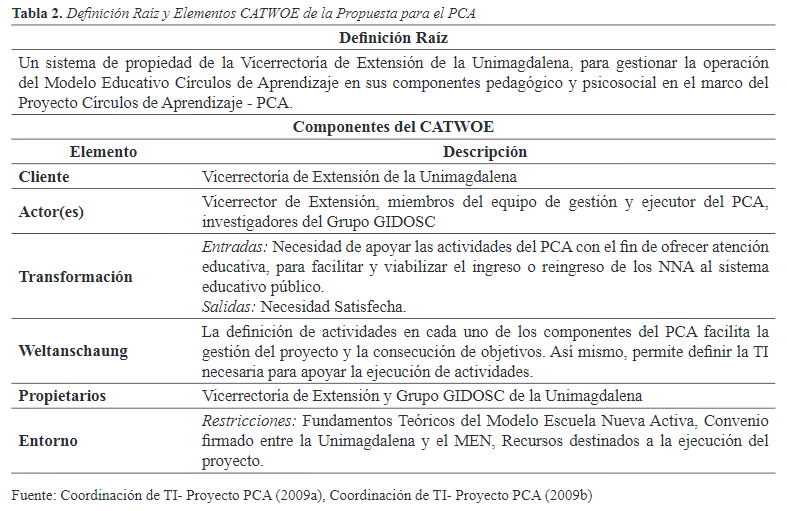 Tabla 2. Definición Raíz y Elementos CATWOE de la Propuesta para el PCA
Definición Raíz
Un sistema de propiedad de la Vicerrectoría de Extensión de la Unimagdalena, para gestionar la operación
del Modelo Educativo Círculos de Aprendizaje en sus componentes pedagógico y psicosocial en el marco del
Proyecto Círculos de Aprendizaje - PCA.
Componentes del CATWOE
Elemento Descripción
Cliente Vicerrectoría de Extensión de la Unimagdalena
Actor(es) Vicerrector de Extensión, miembros del equipo de gestión y ejecutor del PCA,
investigadores del Grupo GIDOSC
Transformación Entradas: Necesidad de apoyar las actividades del PCA con el fin de ofrecer atención
educativa, para facilitar y viabilizar el ingreso o reingreso de los NNA al sistema
educativo público.
Salidas: Necesidad Satisfecha.
Weltanschaung La definición de actividades en cada uno de los componentes del PCA facilita la
gestión del proyecto y la consecución de objetivos. Así mismo, permite definir la TI
necesaria para apoyar la ejecución de actividades.
Propietarios Vicerrectoría de Extensión y Grupo GIDOSC de la Unimagdalena
Entorno Restricciones: Fundamentos Teóricos del Modelo Escuela Nueva Activa, Convenio
firmado entre la Unimagdalena y el MEN, Recursos destinados a la ejecución del
proyecto.
Fuente: Coordinación de TI- Proyecto PCA (2009a), Coordinación de TI- Proyecto PCA (2009b)